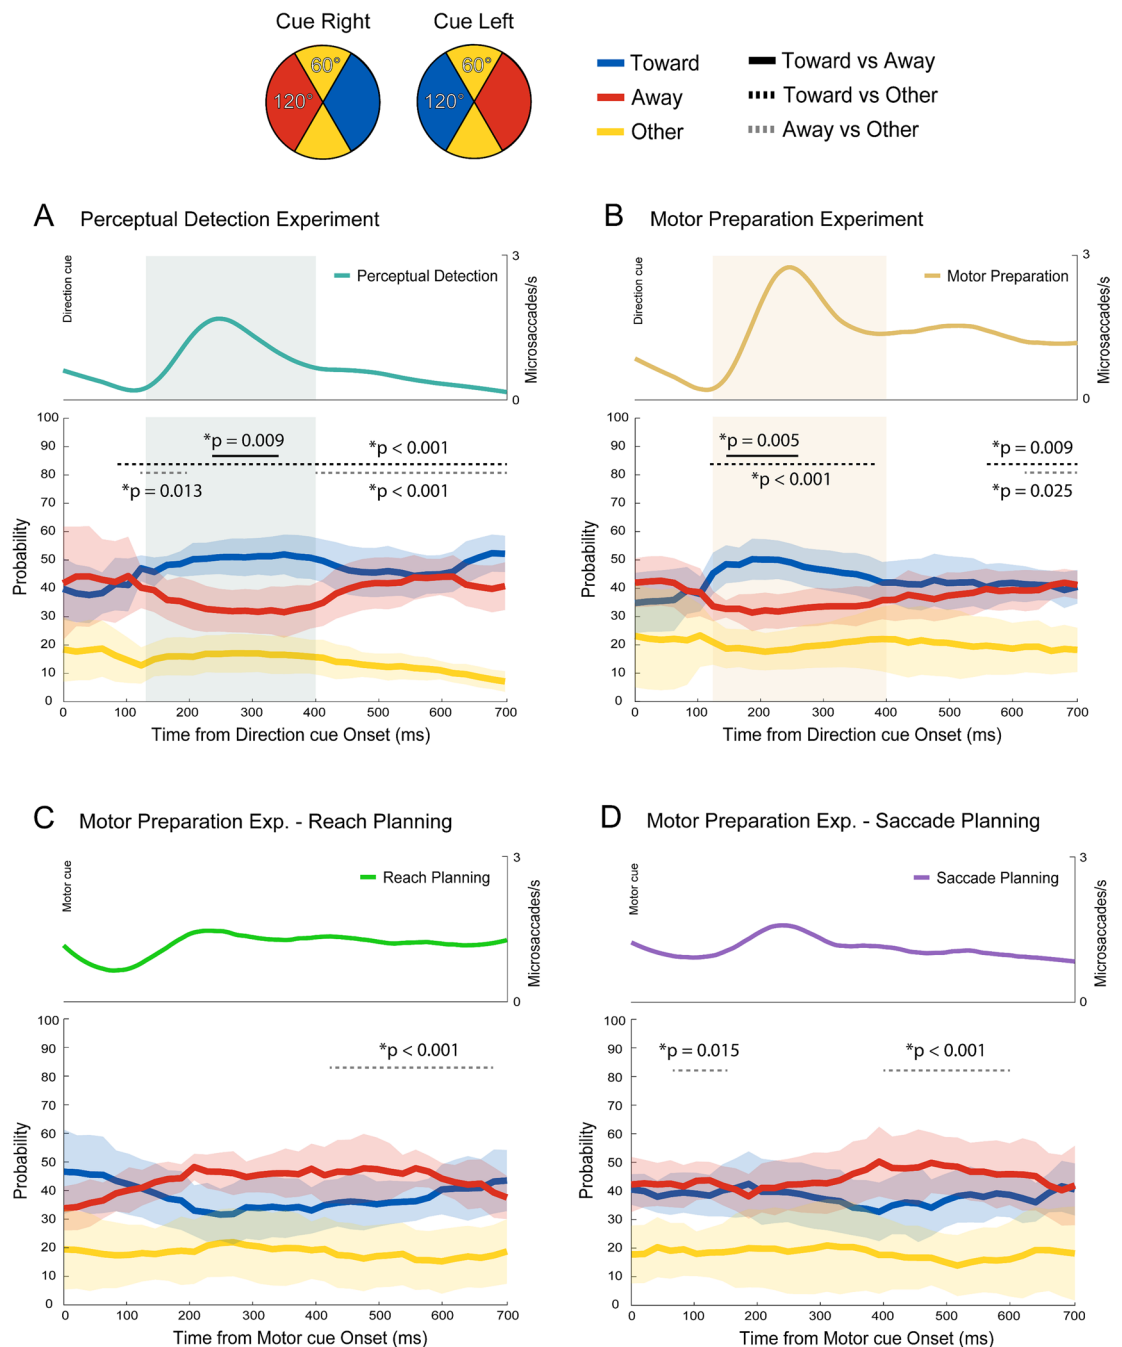 Cue Right
Cue Left
60°
120°
60°
120°
Toward
Away
Other
Toward vs Away
Toward vs Other
Away vs Other
A Perceptual Detection Experiment
Direction cue
Perceptual Detection
3
0
Microsaccades/s
*p = 0.009
*p < 0.001
*p = 0.013
*p < 0.001
100
90
80
70
60
50
40
30
20
10
0
Probability
0 100 200 300 400 500 600 700
Time from Direction cue Onset (ms)
B Motor Preparation Experiment
Direction cue
Motor Preparation
3
0
Microsaccades/s
*p = 0.005
*p < 0.001
*p = 0.009
*p = 0.025
100
90
80
70
60
50
40
30
20
10
0
Probability
0 100 200 300 400 500 600 700
Time from Direction cue Onset (ms)
C Motor Preparation Exp. - Reach Planning
Motor cue
Reach Planning
3
0
Microsaccades/s
*p < 0.001
100
90
80
70
60
50
40
30
20
10
0
Probability
0 100 200 300 400 500 600 700
Time from Motor cue Onset (ms)
D Motor Preparation Exp. - Saccade Planning
Motor cue
Saccade Planning
3
0
Microsaccades/s
*p = 0.015
*p < 0.001
100
90
80
70
60
50
40
30
20
10
0
Probability
0 100 200 300 400 500 600 700
Time from Motor cue Onset (ms)